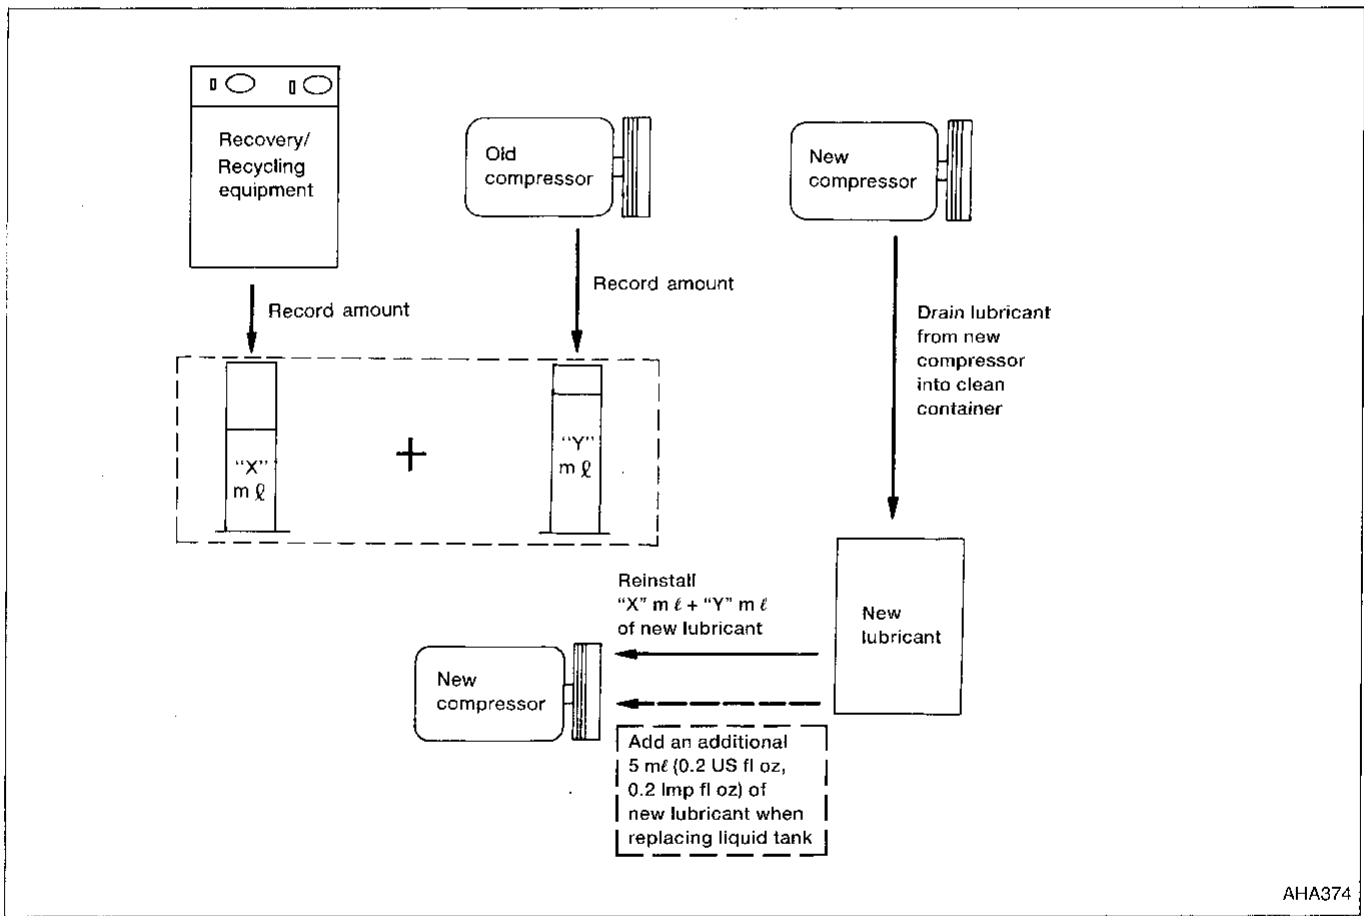 Recovery/
Recycling
equipment
Old
compressor
New
compressor
Record amount
Record amount
Drain lubricant
from new
compressor
into clean
container
“X”
m ℓ
+
“Y”
m ℓ
Reinstall
“X” m ℓ + “Y” m ℓ
of new lubricant
New
lubricant
New
compressor
Add an additional
5 mℓ (0.2 US fl oz,
0.2 Imp fl oz) of
new lubricant when
replacing liquid tank
AHA374